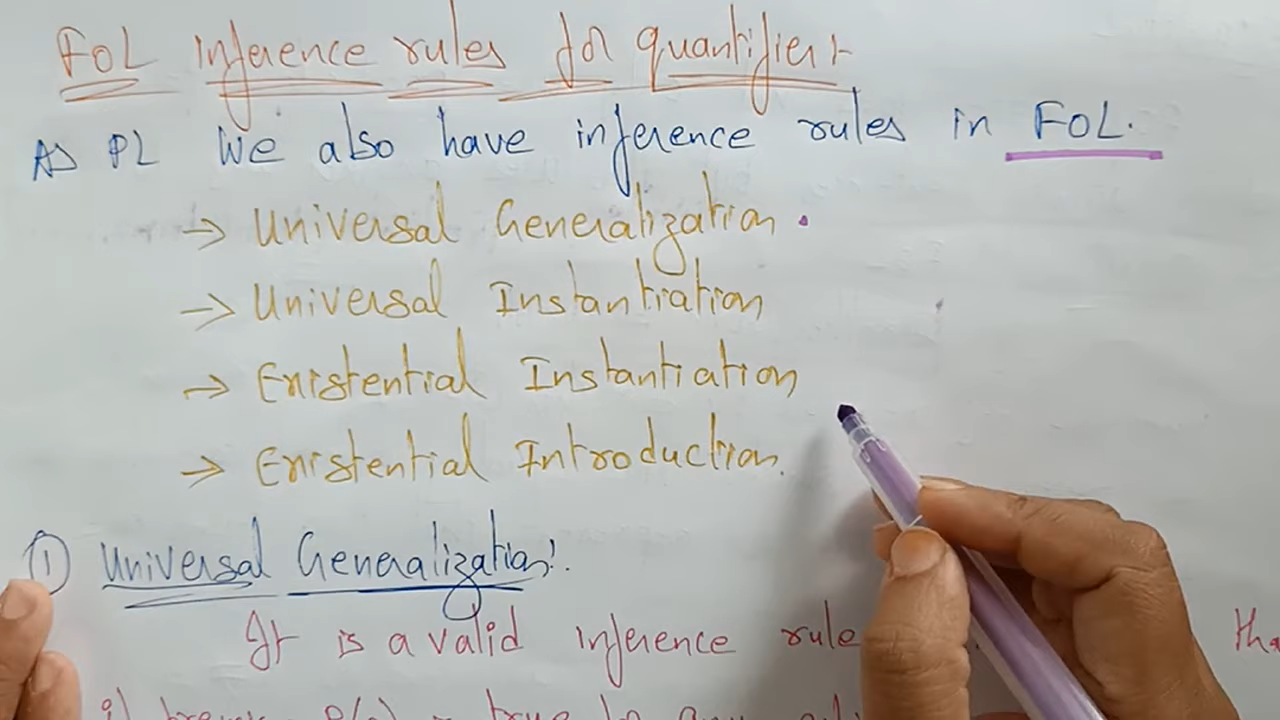 FOL inference rules for quantifier
As PL we also have inference rules in FOL.
→ Universal Generalization.
→ Universal Instantiation
→ Existential Instantiation
→ Existential Introduction.
① Universal Generalization:
It is a valid inference rule